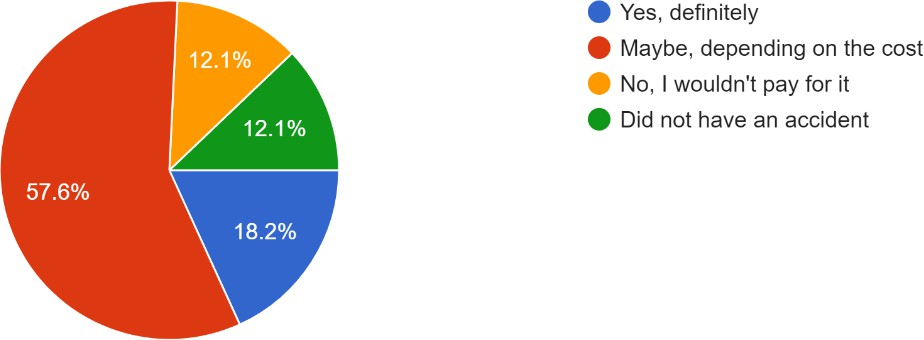 12.1%
12.1%
57.6%
18.2%
Yes, definitely
Maybe, depending on the cost
No, I wouldn't pay for it
Did not have an accident